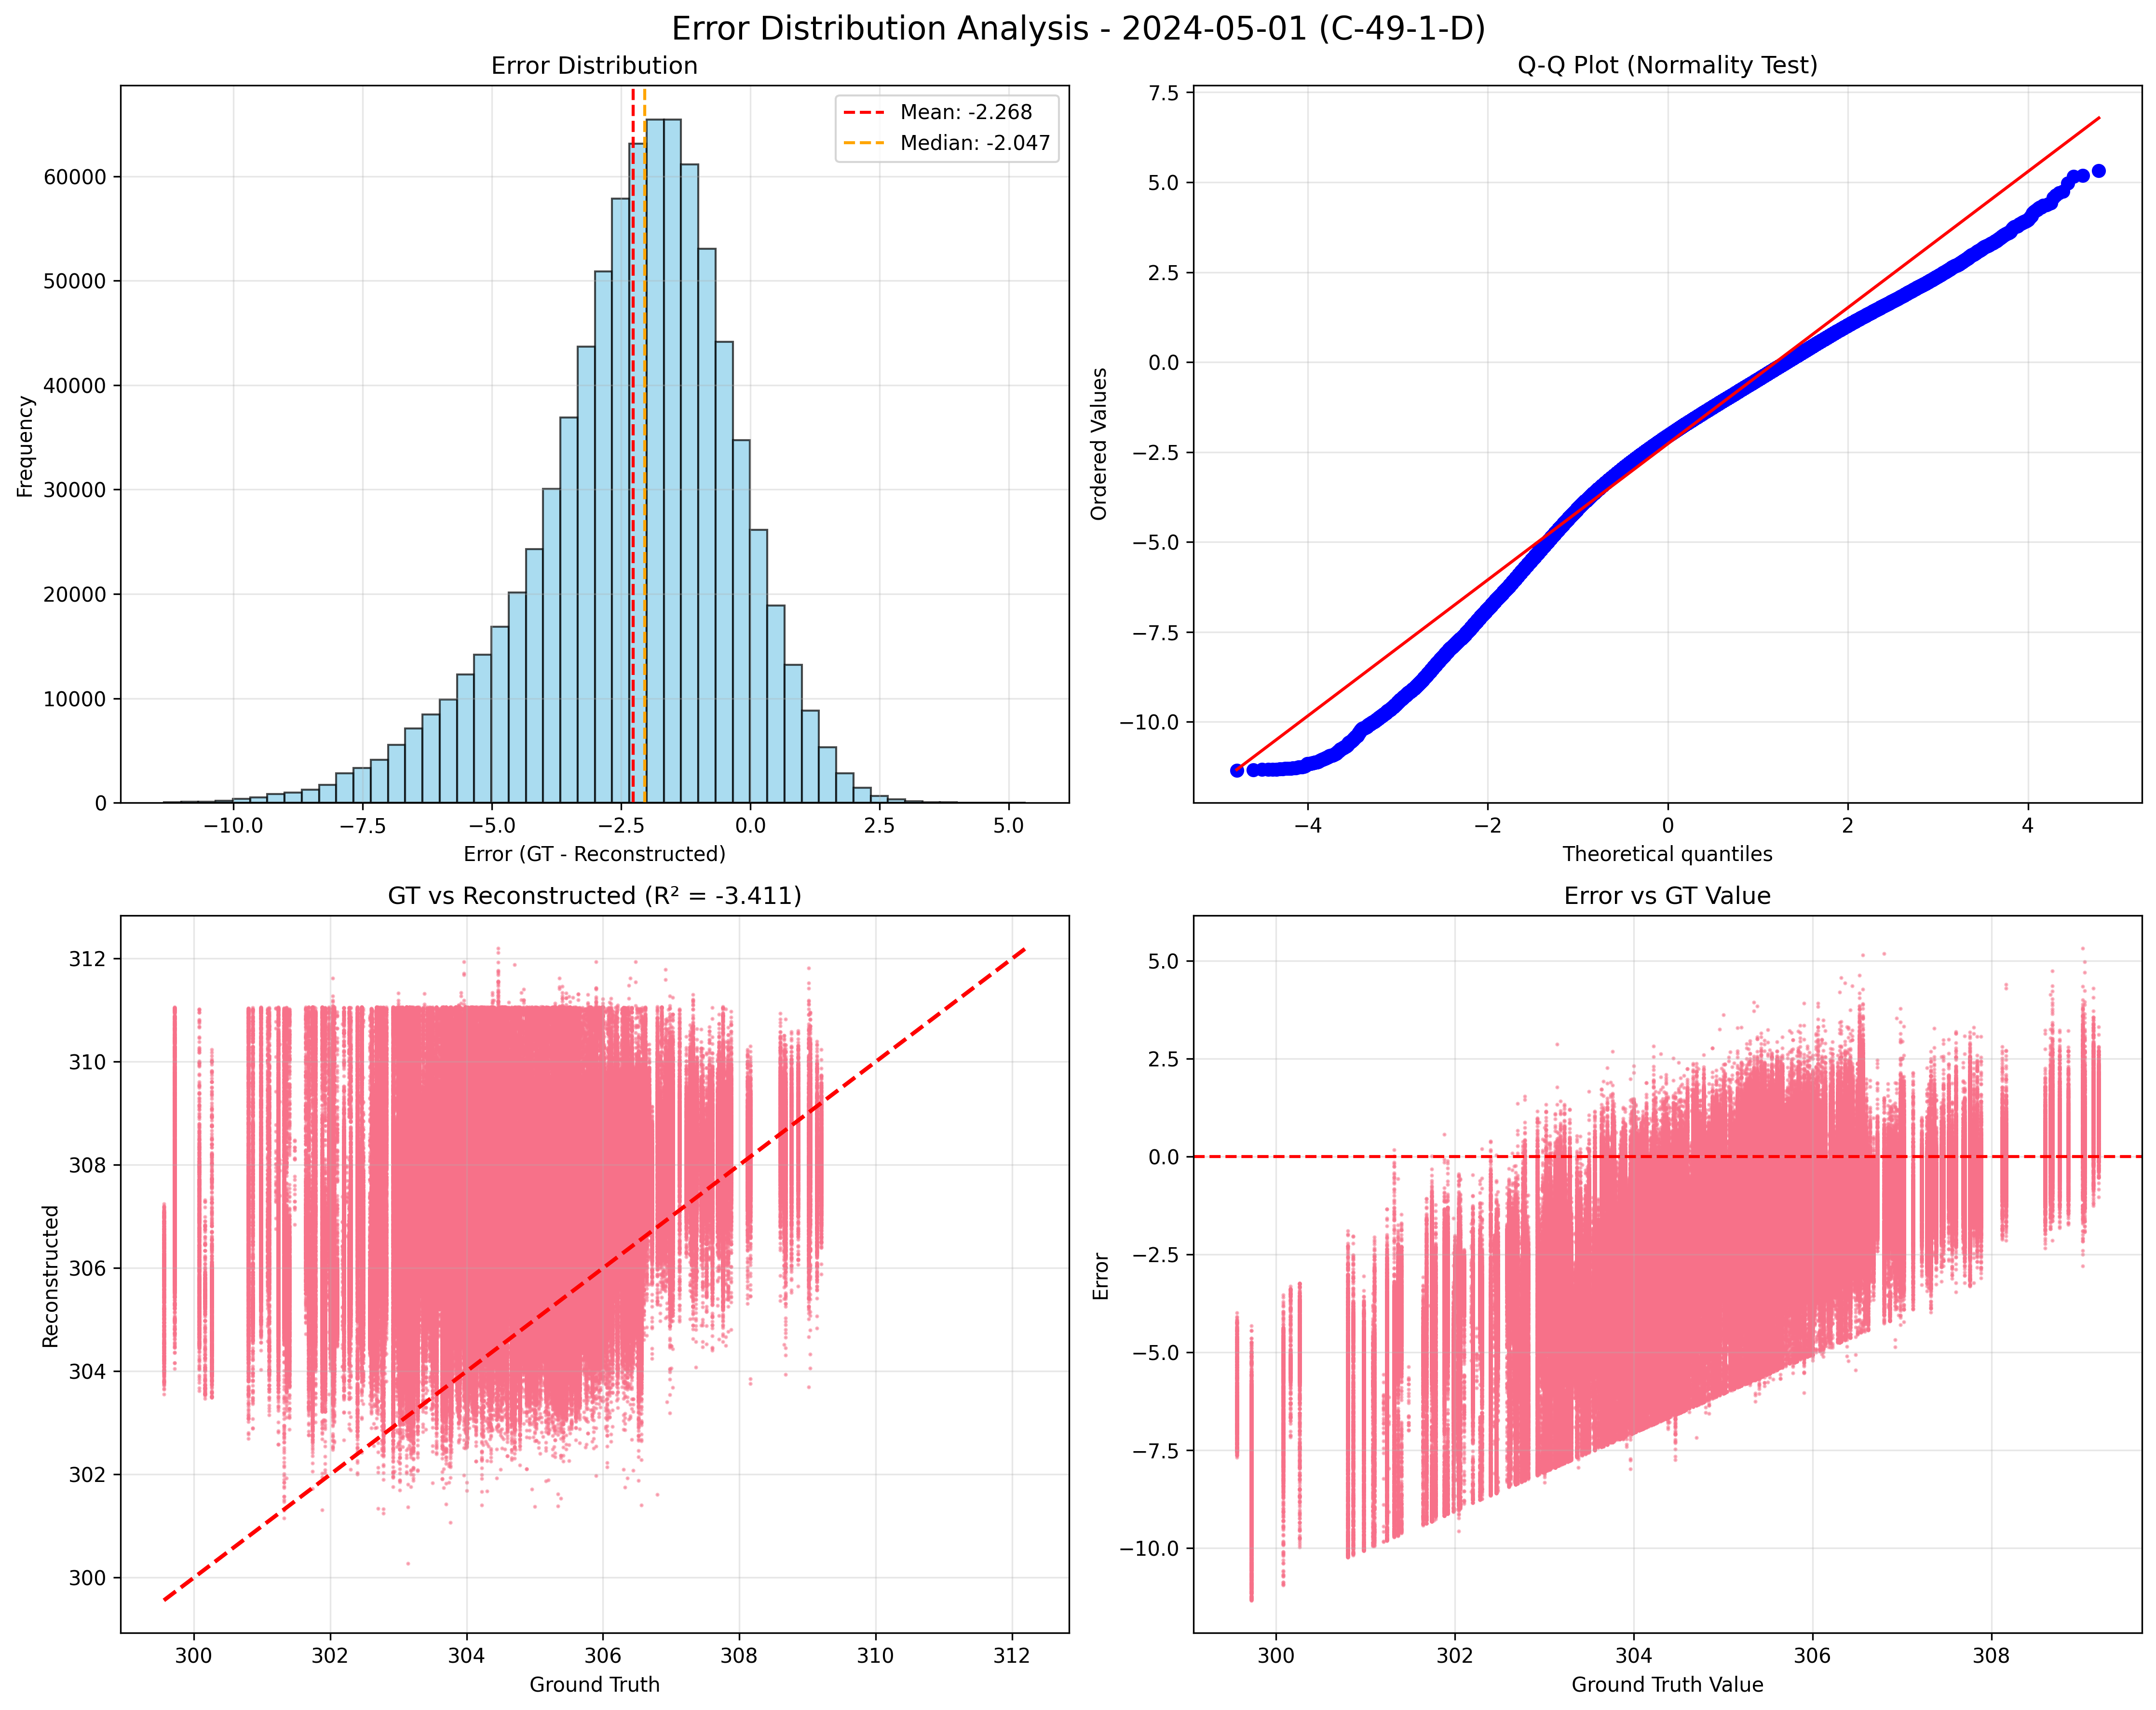 Error Distribution Analysis - 2024-05-01 (C-49-1-D)
Error Distribution
Mean: -2.268
Median: -2.047
Frequency
60000
50000
40000
30000
20000
10000
0
−10.0 −7.5 −5.0 −2.5 0.0 2.5 5.0
Error (GT - Reconstructed)
Q-Q Plot (Normality Test)
Ordered Values
7.5
5.0
2.5
0.0
−2.5
−5.0
−7.5
−10.0
−4 −2 0 2 4
Theoretical quantiles
GT vs Reconstructed (R² = -3.411)
Reconstructed
312
310
308
306
304
302
300
300 302 304 306 308 310 312
Ground Truth
Error vs GT Value
Error
5.0
2.5
0.0
−2.5
−5.0
−7.5
−10.0
300 302 304 306 308
Ground Truth Value